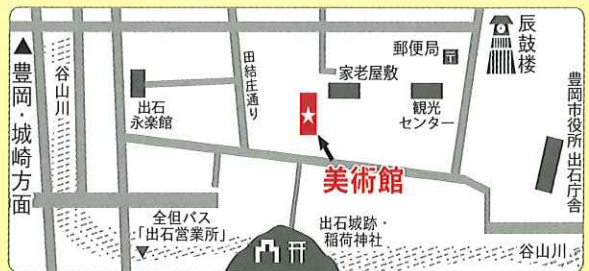 ▲豊岡・城崎方面
谷山川
出石
永楽館
田結庄通り
郵便局
家老屋敷
観光
センター
辰鼓楼
豊岡市役所 出石庁舎
美術館
全但バス
「出石営業所」
▼
出石城跡・
稲荷神社
谷山川